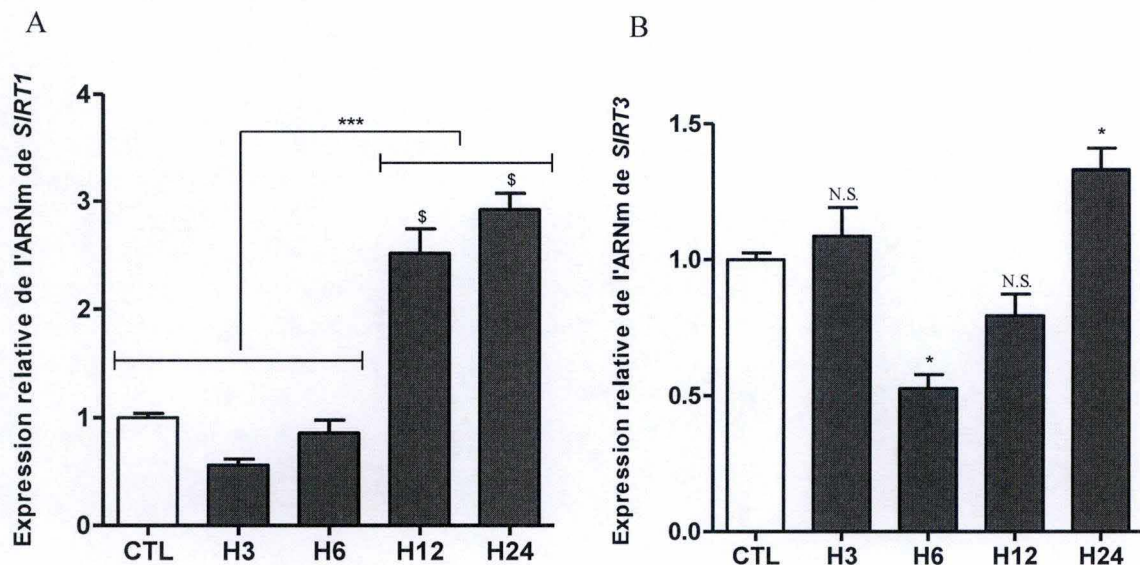 A
Expression relative de l'ARNm de SIRT1
4
3
2
1
0
***
$
$
CTL H3 H6 H12 H24
B
Expression relative de l'ARNm de SIRT3
1.5
1.0
0.5
0.0
N.S.
*
N.S.
*
CTL H3 H6 H12 H24